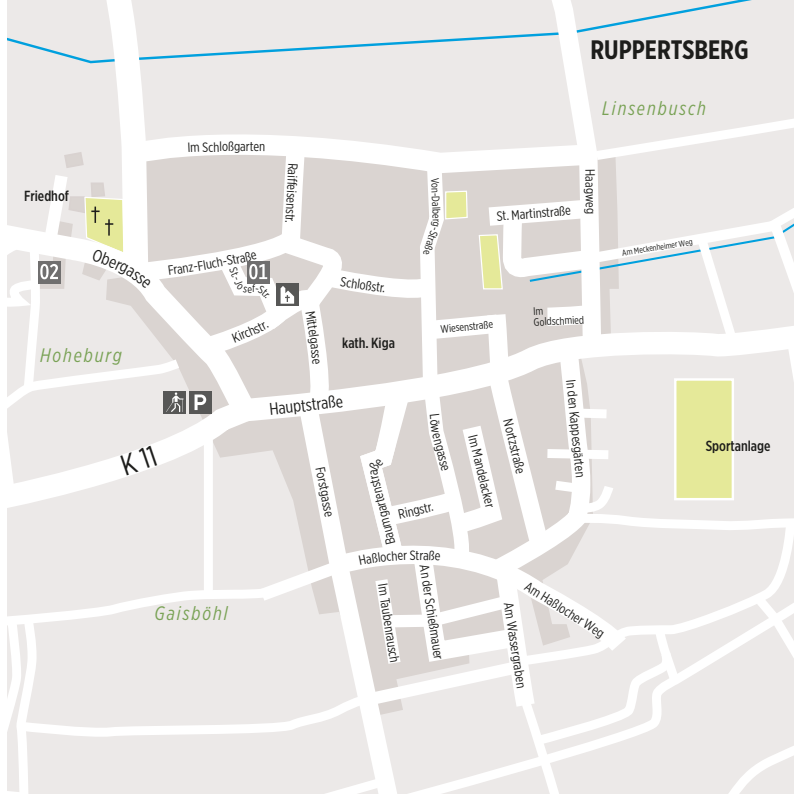 RUPPERTSBERG
Linsenbusch
Im Schloßgarten
Raiffeisenstr.
Von-Dalberg-Straße
Haagweg
Friedhof
St. Martinstraße
Am Meckenheimer Weg
Obergasse
Franz-Fluch-Straße
01
02
St.-Josef-Str.
Schloßstr.
Im
Goldschmied
Kirchstr.
Mittelgasse
Wiesenstraße
kath. Kiga
Hoheburg
P
Hauptstraße
In den Kappesgärten
Löwengasse
Nortzstraße
Im Mandelacker
Sportanlage
K 11
Forstgasse
Baumgartenstraße
Ringstr.
Haßlocher Straße
Gaisböhl
Im Taubenrausch
An der Schießmauer
Am Wassergraben
Am Haßlocher Weg